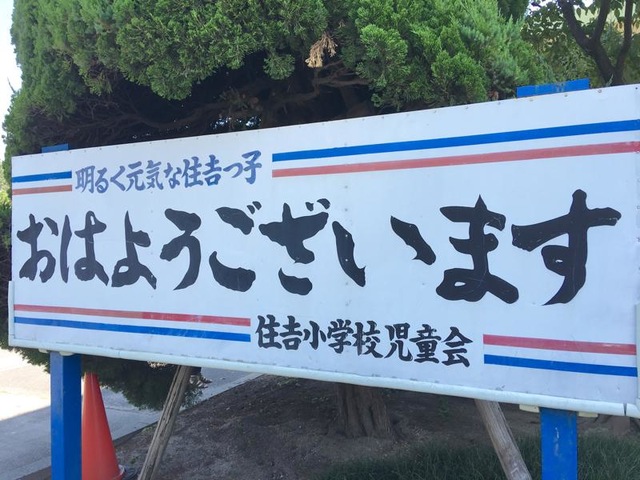 明るく元気な住吉っ子
おはようございます
住吉小学校児童会